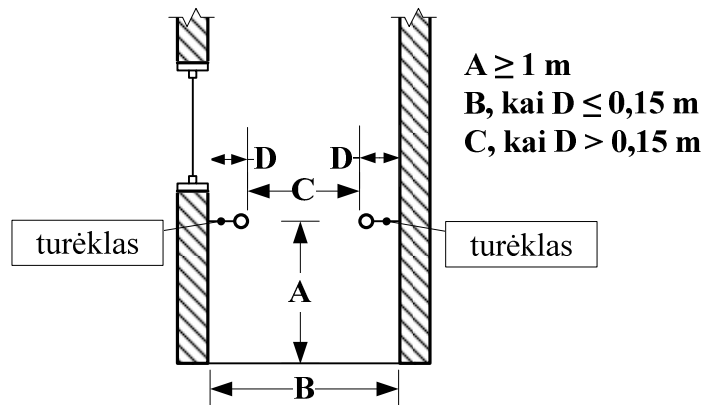 A ≥ 1 m
B, kai D ≤ 0,15 m
C, kai D > 0,15 m
D
D
C
turėklas
turėklas
A
B